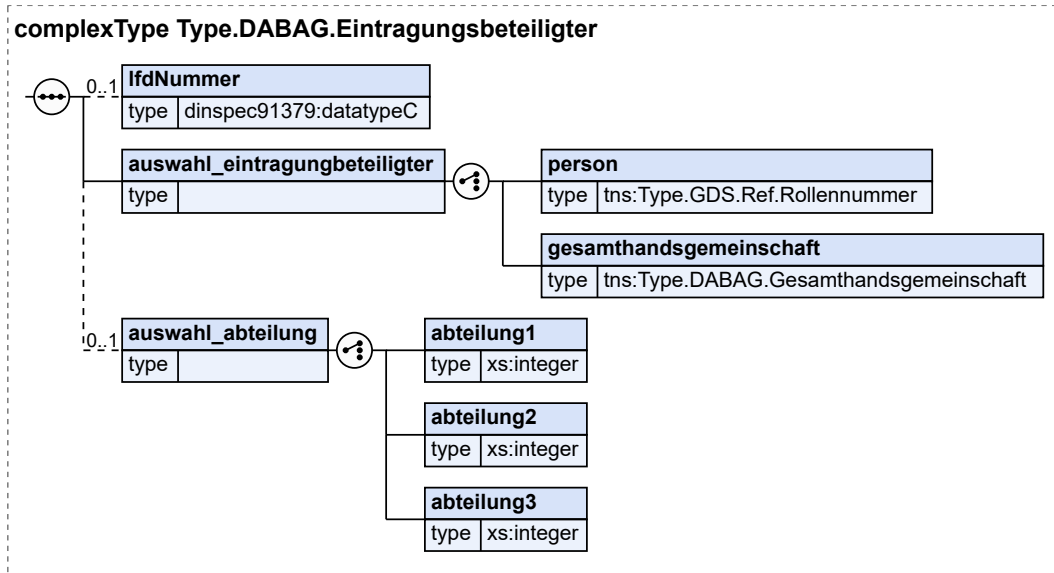 complexType Type.DABAG.Eintragungsbeteiligter
0..1
lfdNummer
type dinspec91379:datatypeC
auswahl_eintragungbeteiligter
type
person
type tns:Type.GDS.Ref.Rollennummer
gesamthandsgemeinschaft
type tns:Type.DABAG.Gesamthandsgemeinschaft
0..1
auswahl_abteilung
type
abteilung1
type xs:integer
abteilung2
type xs:integer
abteilung3
type xs:integer